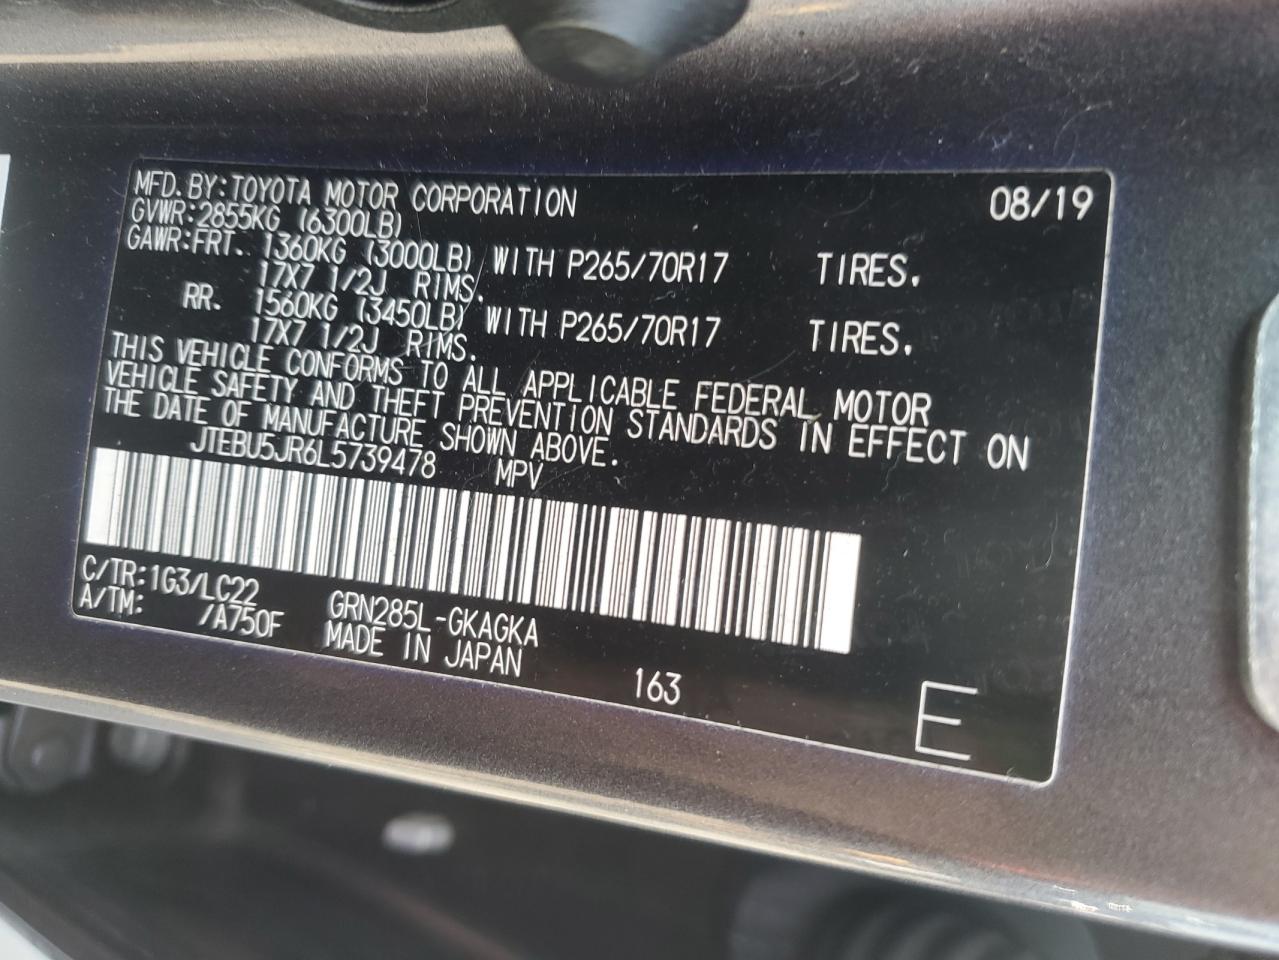 MFD. BY: TOYOTA MOTOR CORPORATION 08/19
GVWR: 2855KG (6300LB)
GAWR: FRT. 1360KG (3000LB) WITH P265/70R17 TIRES.
17X7 1/2J RIMS.
RR. 1560KG (3450LB) WITH P265/70R17 TIRES.
17X7 1/2J RIMS.
THIS VEHICLE CONFORMS TO ALL APPLICABLE FEDERAL MOTOR
VEHICLE SAFETY AND THEFT PREVENTION STANDARDS IN EFFECT ON
THE DATE OF MANUFACTURE SHOWN ABOVE.
JTEBU5JR6L5739478 MPV
C/TR: 1G3/LC22 GRN285L-GKAGKA
A/TM: /A750F MADE IN JAPAN
163
E